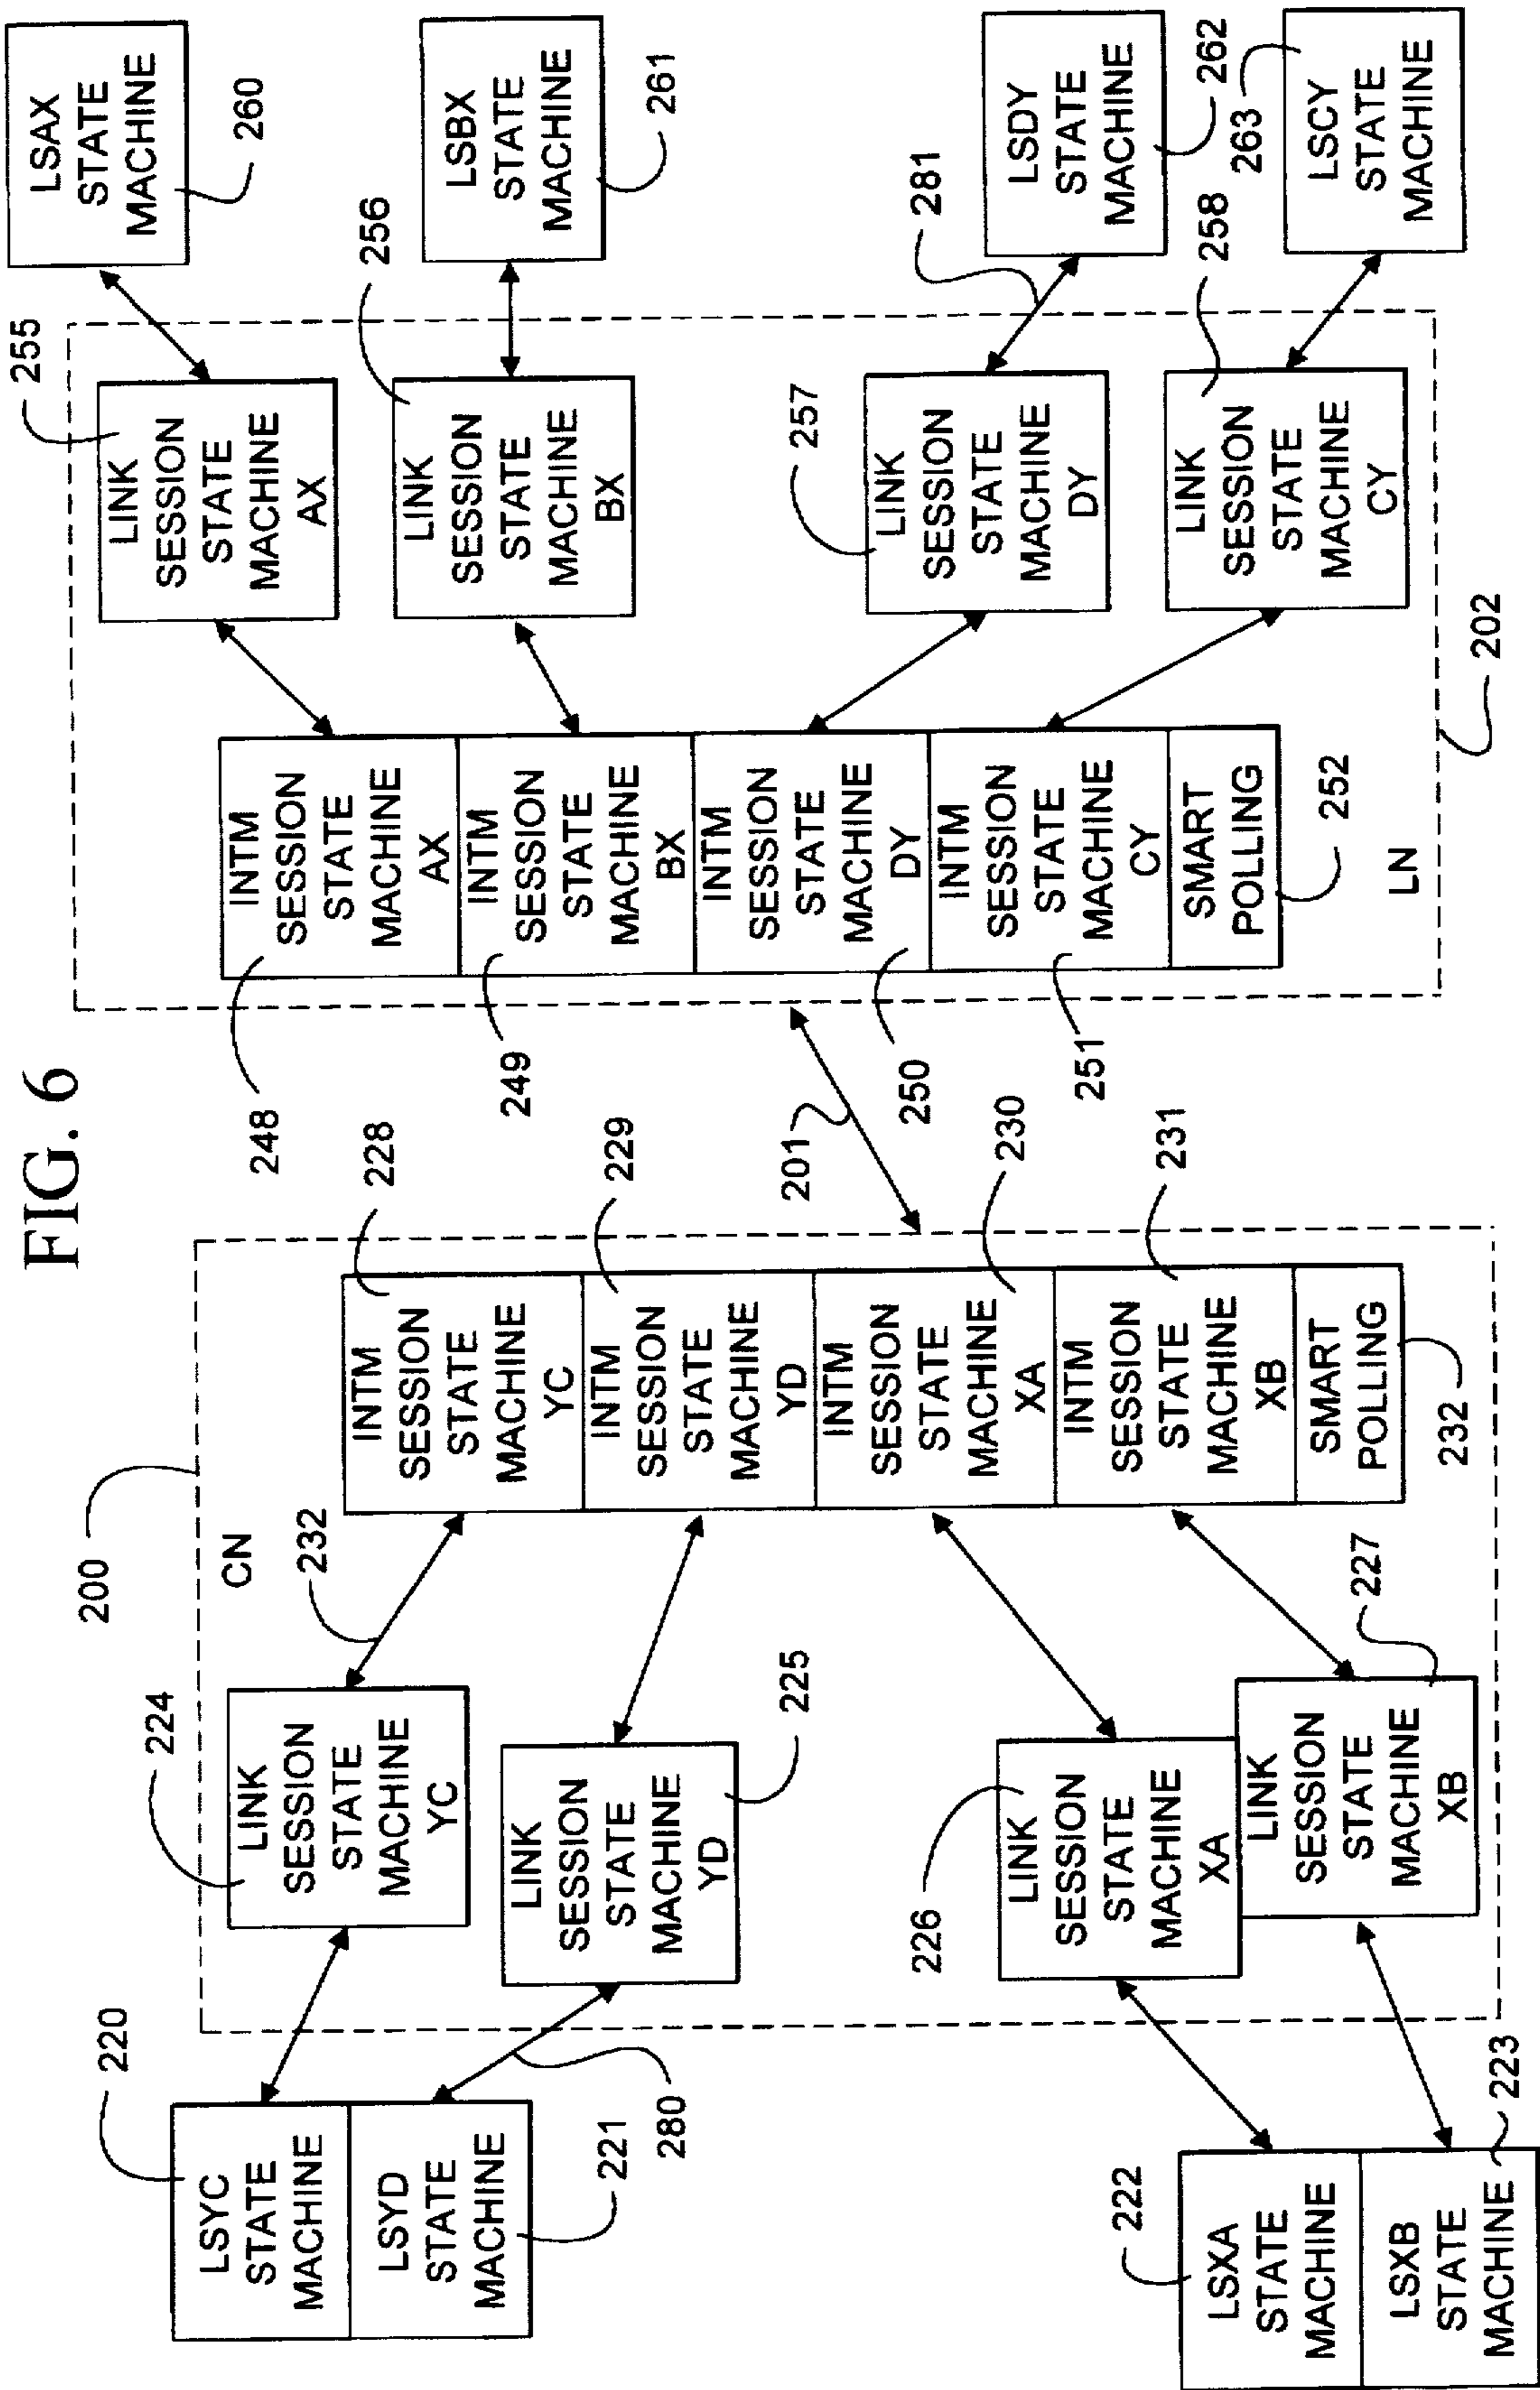 FIG. 6
200
CN
220
LSYC
STATE
MACHINE
LSYD
STATE
MACHINE
221
280
222
LSXA
STATE
MACHINE
LSXB
STATE
MACHINE
223
224
LINK
SESSION
STATE
MACHINE
YC
LINK
SESSION
STATE
MACHINE
YD
225
226
LINK
SESSION
STATE
MACHINE
XA
LINK
SESSION
STATE
MACHINE
XB
227
232
228
INTM
SESSION
STATE
MACHINE
YC
229
INTM
SESSION
STATE
MACHINE
YD
230
INTM
SESSION
STATE
MACHINE
XA
231
INTM
SESSION
STATE
MACHINE
XB
SMART
POLLING
232
201
248
INTM
SESSION
STATE
MACHINE
AX
249
INTM
SESSION
STATE
MACHINE
BX
250
INTM
SESSION
STATE
MACHINE
DY
251
INTM
SESSION
STATE
MACHINE
CY
SMART
POLLING
252
LN
202
255
LINK
SESSION
STATE
MACHINE
AX
256
LINK
SESSION
STATE
MACHINE
BX
257
LINK
SESSION
STATE
MACHINE
DY
258
LINK
SESSION
STATE
MACHINE
CY
LSAX
STATE
MACHINE
260
LSBX
STATE
MACHINE
261
281
LSDY
STATE
MACHINE
262
263
LSCY
STATE
MACHINE